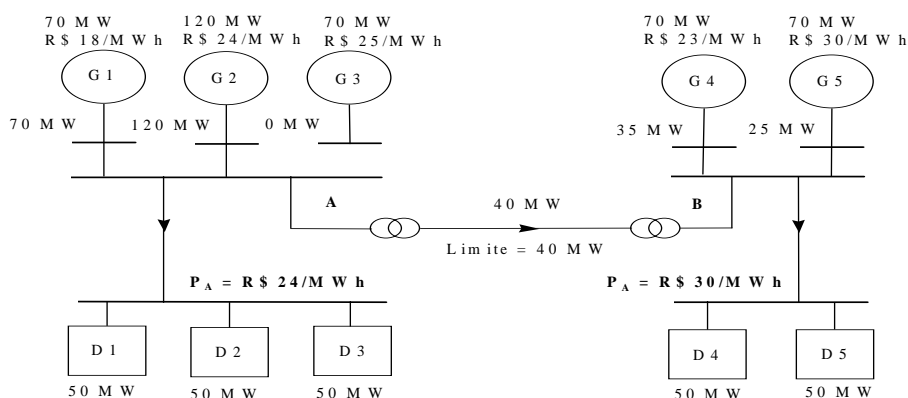 70 MW
R$ 18/MWh
120 MW
R$ 24/MWh
70 MW
R$ 25/MWh
70 MW
R$ 23/MWh
70 MW
R$ 30/MWh
G1
G2
G3
G4
G5
70 MW
120 MW
0 MW
35 MW
25 MW
A
40 MW
B
Limite = 40 MW
PA = R$ 24/MWh
PA = R$ 30/MWh
D1
D2
D3
D4
D5
50 MW
50 MW
50 MW
50 MW
50 MW